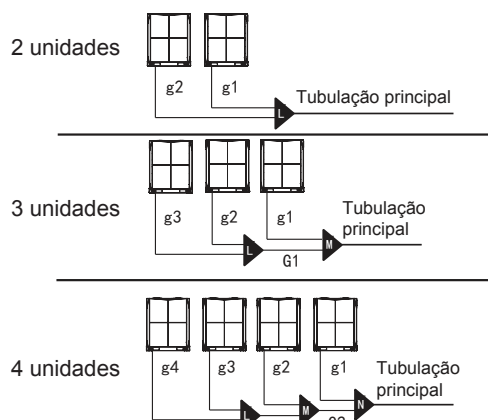 2 unidades
g2
g1
L
Tubulação principal
3 unidades
g3
g2
g1
L
G1
M
Tubulação
principal
4 unidades
g4
g3
g2
g1
L
M
N
Tubulação
principal